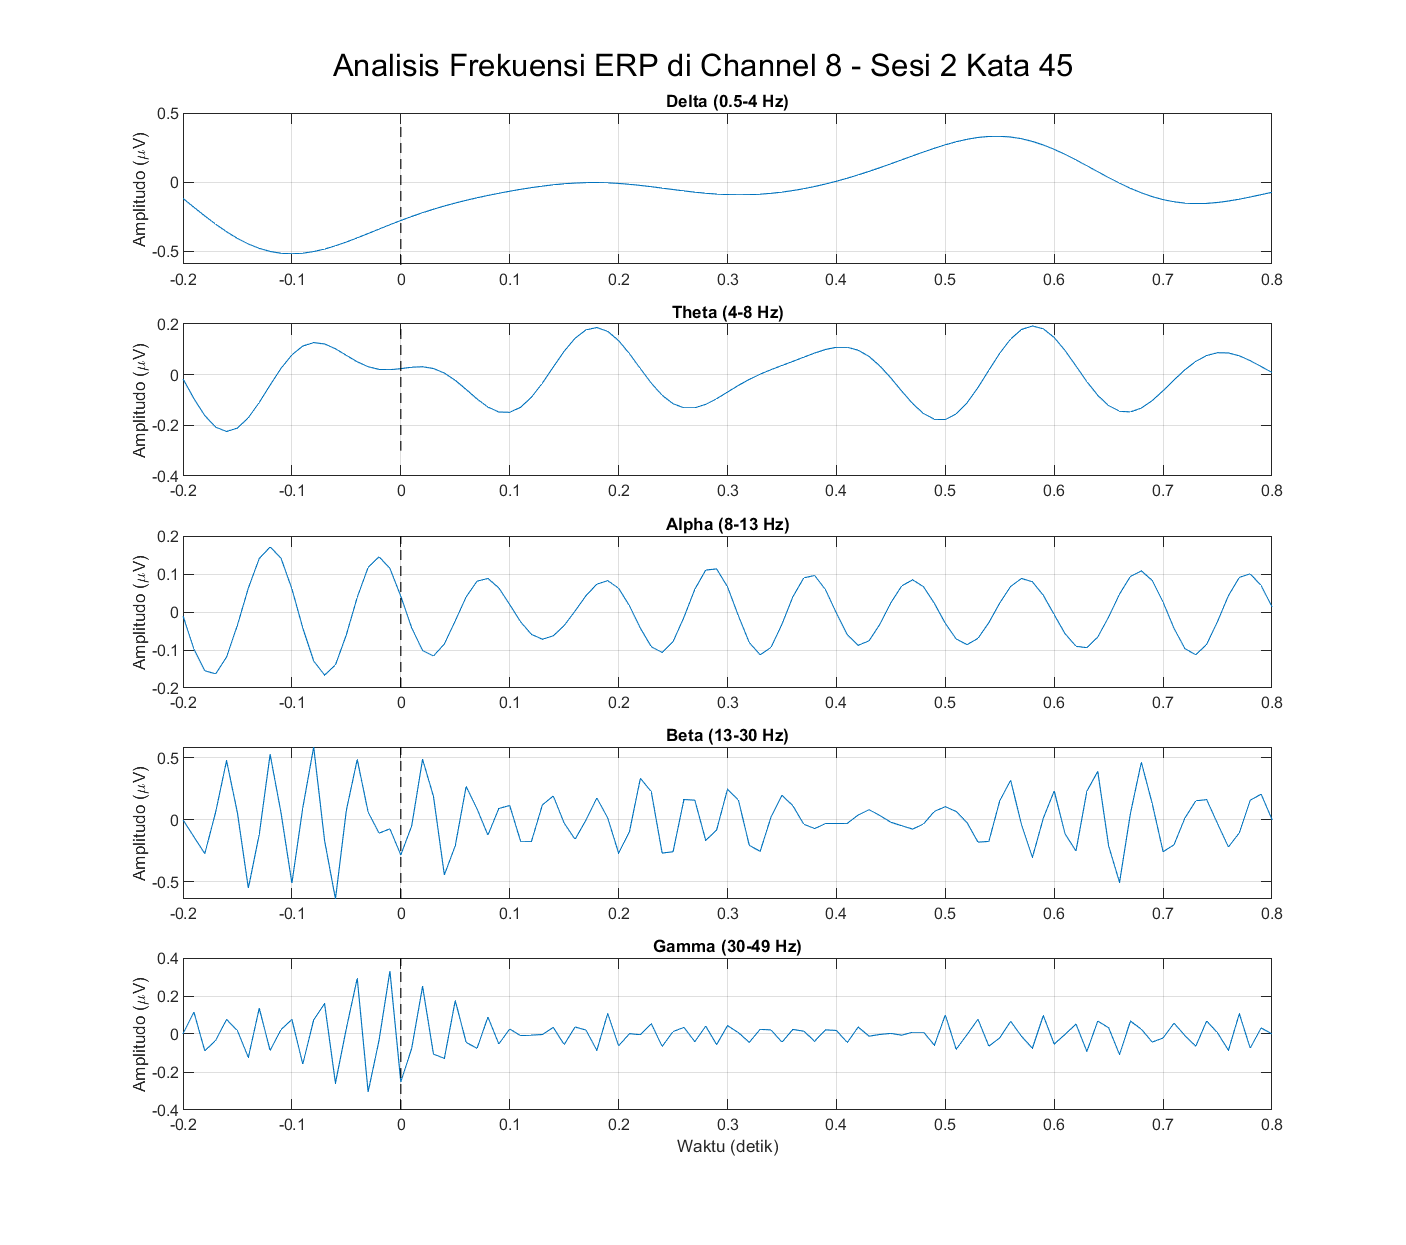 Analisis Frekuensi ERP di Channel 8 - Sesi 2 Kata 45
Delta (0.5-4 Hz)
Amplitudo (μV)
0.5
0
-0.5
-0.2 -0.1 0 0.1 0.2 0.3 0.4 0.5 0.6 0.7 0.8
Theta (4-8 Hz)
Amplitudo (μV)
0.2
0
-0.2
-0.4
-0.2 -0.1 0 0.1 0.2 0.3 0.4 0.5 0.6 0.7 0.8
Alpha (8-13 Hz)
Amplitudo (μV)
0.2
0.1
0
-0.1
-0.2
-0.2 -0.1 0 0.1 0.2 0.3 0.4 0.5 0.6 0.7 0.8
Beta (13-30 Hz)
Amplitudo (μV)
0.5
0
-0.5
-0.2 -0.1 0 0.1 0.2 0.3 0.4 0.5 0.6 0.7 0.8
Gamma (30-49 Hz)
Amplitudo (μV)
0.4
0.2
0
-0.2
-0.4
-0.2 -0.1 0 0.1 0.2 0.3 0.4 0.5 0.6 0.7 0.8
Waktu (detik)